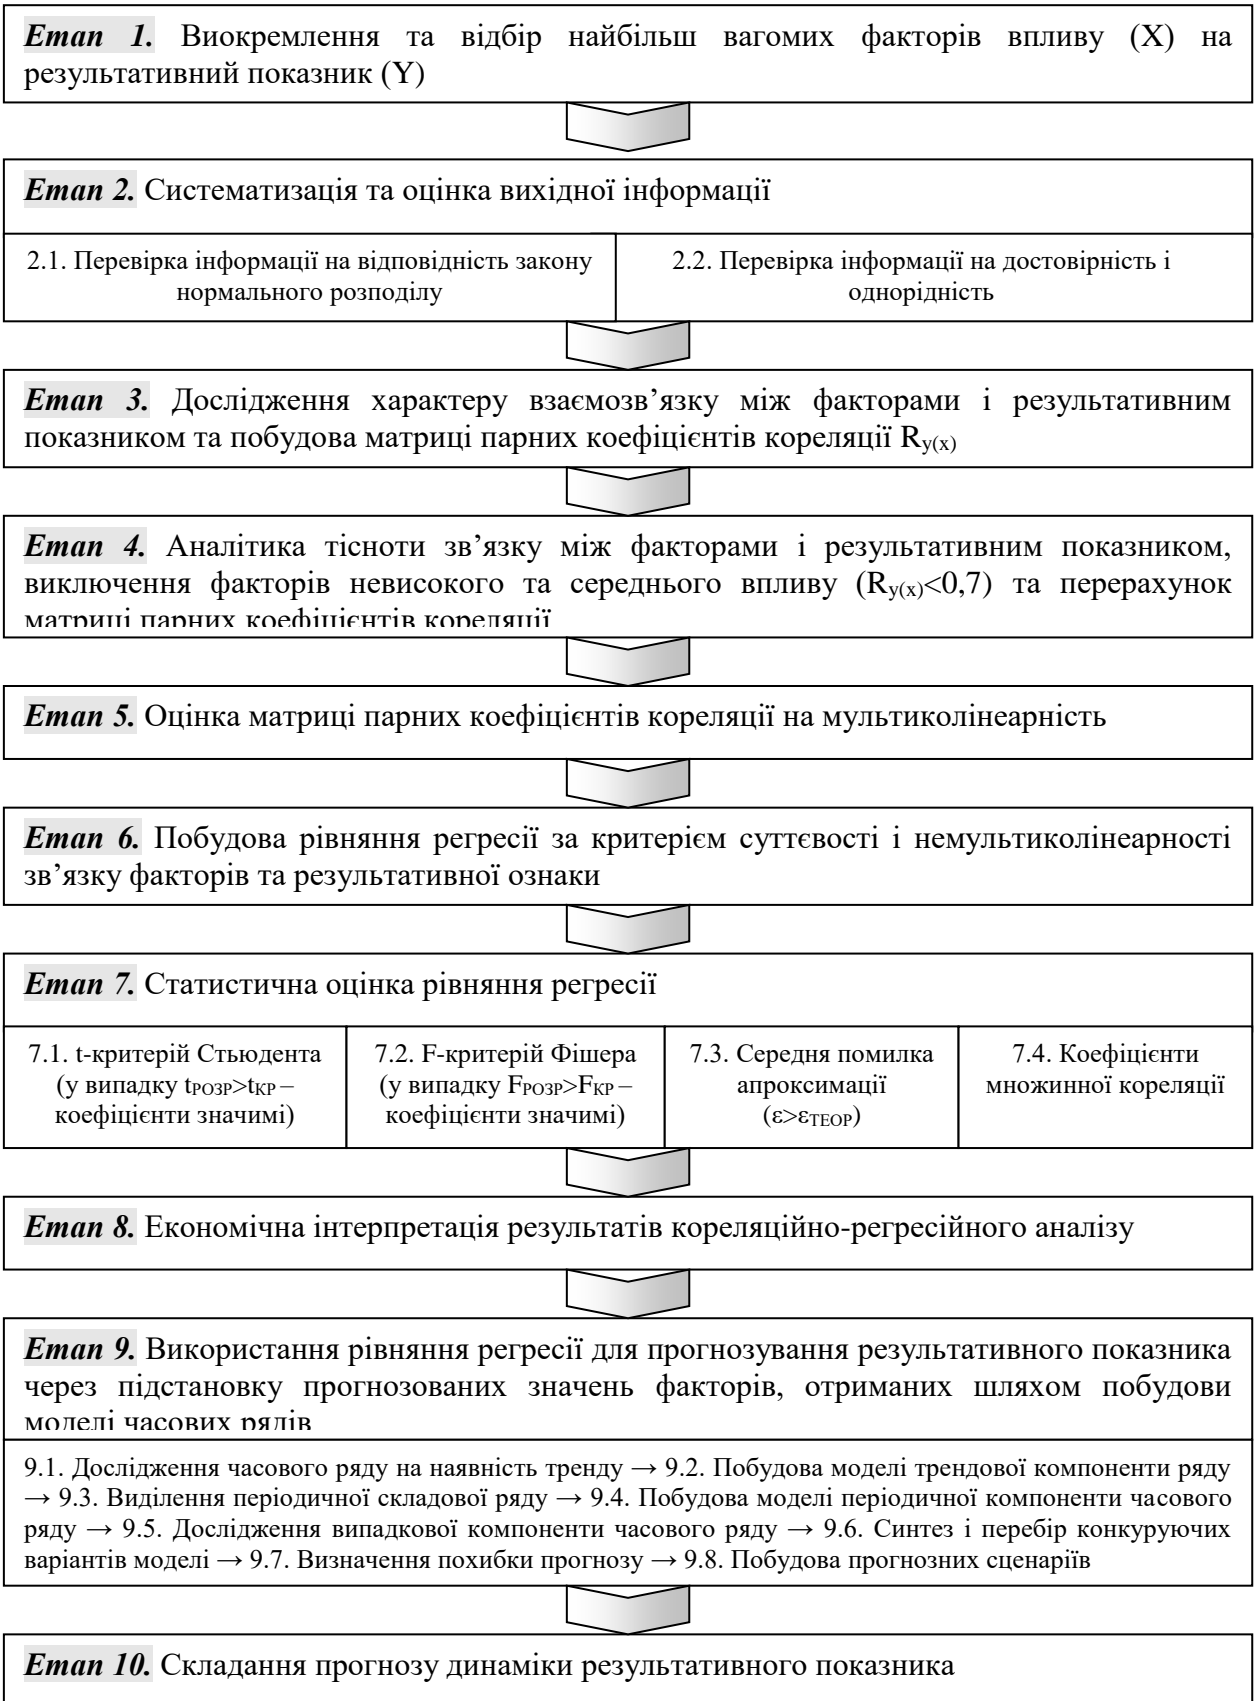 Етап 1. Виокремлення та відбір найбільш вагомих факторів впливу (X) на
результативний показник (Y)
Етап 2. Систематизація та оцінка вихідної інформації
2.1. Перевірка інформації на відповідність закону
нормального розподілу
2.2. Перевірка інформації на достовірність і
однорідність
Етап 3. Дослідження характеру взаємозв’язку між факторами і результативним
показником та побудова матриці парних коефіцієнтів кореляції Ry(x)
Етап 4. Аналітика тісноти зв’язку між факторами і результативним показником,
виключення факторів невисокого та середнього впливу (Ry(x)<0,7) та перерахунок
матриці парних коефіцієнтів кореляції
Етап 5. Оцінка матриці парних коефіцієнтів кореляції на мультиколінеарність
Етап 6. Побудова рівняння регресії за критерієм суттєвості і немультиколінеарності
зв’язку факторів та результативної ознаки
Етап 7. Статистична оцінка рівняння регресії
7.1. t-критерій Стьюдента
(у випадку tРОЗР>tКР –
коефіцієнти значимі)
7.2. F-критерій Фішера
(у випадку FРОЗР>FКР –
коефіцієнти значимі)
7.3. Середня помилка
апроксимації
(ε>εТЕОР)
7.4. Коефіцієнти
множинної кореляції
Етап 8. Економічна інтерпретація результатів кореляційно-регресійного аналізу
Етап 9. Використання рівняння регресії для прогнозування результативного показника
через підстановку прогнозованих значень факторів, отриманих шляхом побудови
моделі часових рядів
9.1. Дослідження часового ряду на наявність тренду → 9.2. Побудова моделі трендової компоненти ряду
→ 9.3. Виділення періодичної складової ряду → 9.4. Побудова моделі періодичної компоненти часового
ряду → 9.5. Дослідження випадкової компоненти часового ряду → 9.6. Синтез і перебір конкуруючих
варіантів моделі → 9.7. Визначення похибки прогнозу → 9.8. Побудова прогнозних сценаріїв
Етап 10. Складання прогнозу динаміки результативного показника